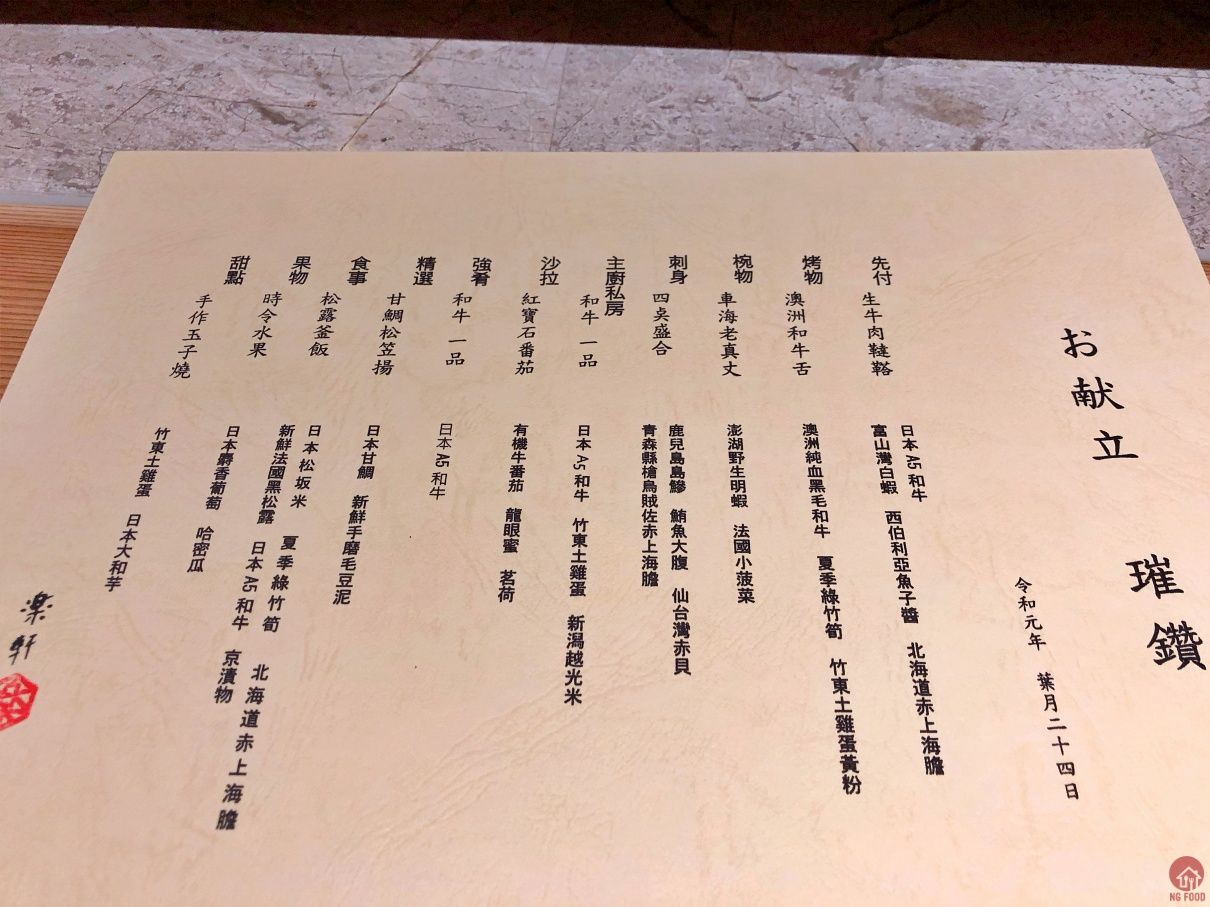 お献立 璀鑽
令和元年 葉月二十四日
先付 生牛肉韃靼
日本A5和牛 西伯利亞魚子醬 北海道赤上海膽
富山灣白蝦
烤物 澳洲和牛舌
澳洲純血黑毛和牛 夏季綠竹筍 竹東土雞蛋黃粉
椀物 車海老真丈
澎湖野生明蝦 法國小菠菜
刺身 四点盛合
鹿兒島島鰺 鮪魚大腹 仙台灣赤貝
青森縣槍烏賊佐赤上海膽
主廚私房 和牛一品
日本A5和牛 竹東土雞蛋 新潟越光米
沙拉 紅寶石番茄
有機牛番茄 龍眼蜜 茗荷
強肴 和牛一品
日本A5和牛
精選 甘鯛松笠揚
日本甘鯛 新鮮手磨毛豆泥
食事 松露釜飯
日本松坂米 夏季綠竹筍 北海道赤上海膽
新鮮法國黑松露 日本A5和牛 京漬物
果物 時令水果
日本麝香葡萄 哈密瓜
甜點 手作玉子燒
竹東土雞蛋 日本大和芋
楽軒
NG FOOD